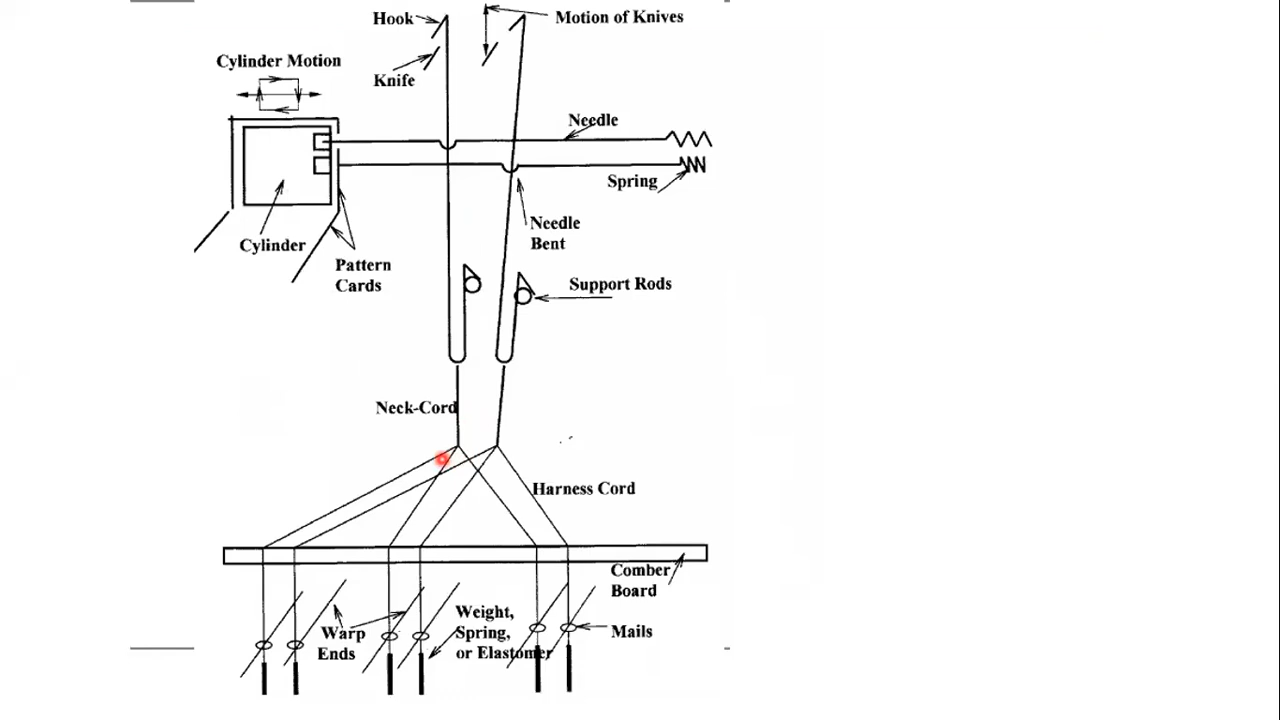 Hook
Motion of Knives
Cylinder Motion
Knife
Needle
Spring
Needle
Bent
Cylinder
Pattern
Cards
Support Rods
Neck-Cord
Harness Cord
Comber
Board
Weight,
Spring,
or Elastomer
Warp
Ends
Mails